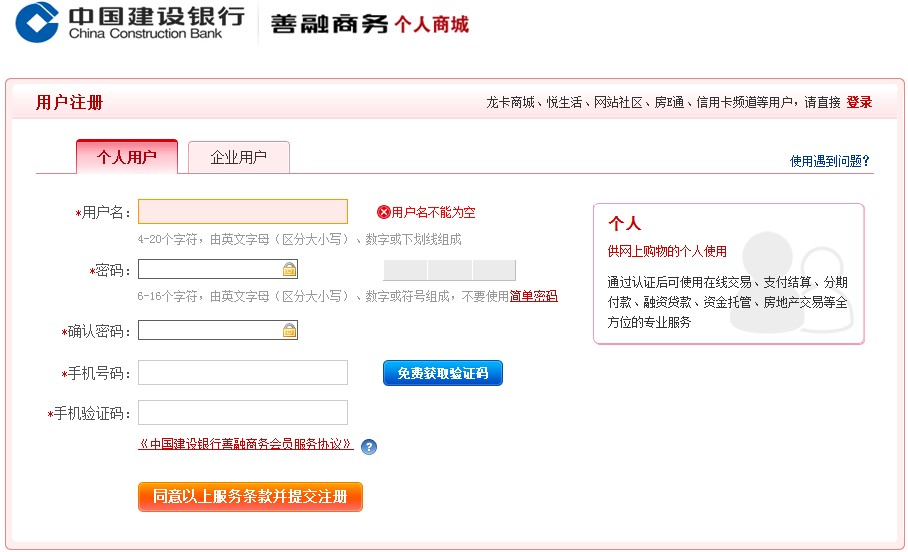 中国建设银行
China Construction Bank
善融商务 个人商城
用户注册
龙卡商城、悦生活、网站社区、房e通、信用卡频道等用户，请直接 登录
个人用户
企业用户
使用遇到问题?
*用户名：
用户名不能为空
4-20个字符，由英文字母（区分大小写）、数字或下划线组成
*密码：
6-16个字符，由英文字母（区分大小写）、数字或符号组成，不要使用简单密码
*确认密码：
*手机号码：
免费获取验证码
*手机验证码：
《中国建设银行善融商务会员服务协议》 ?
同意以上服务条款并提交注册
个人
供网上购物的个人使用
通过认证后可使用在线交易、支付结算、分期
付款、融资贷款、资金托管、房地产交易等全
方位的专业服务